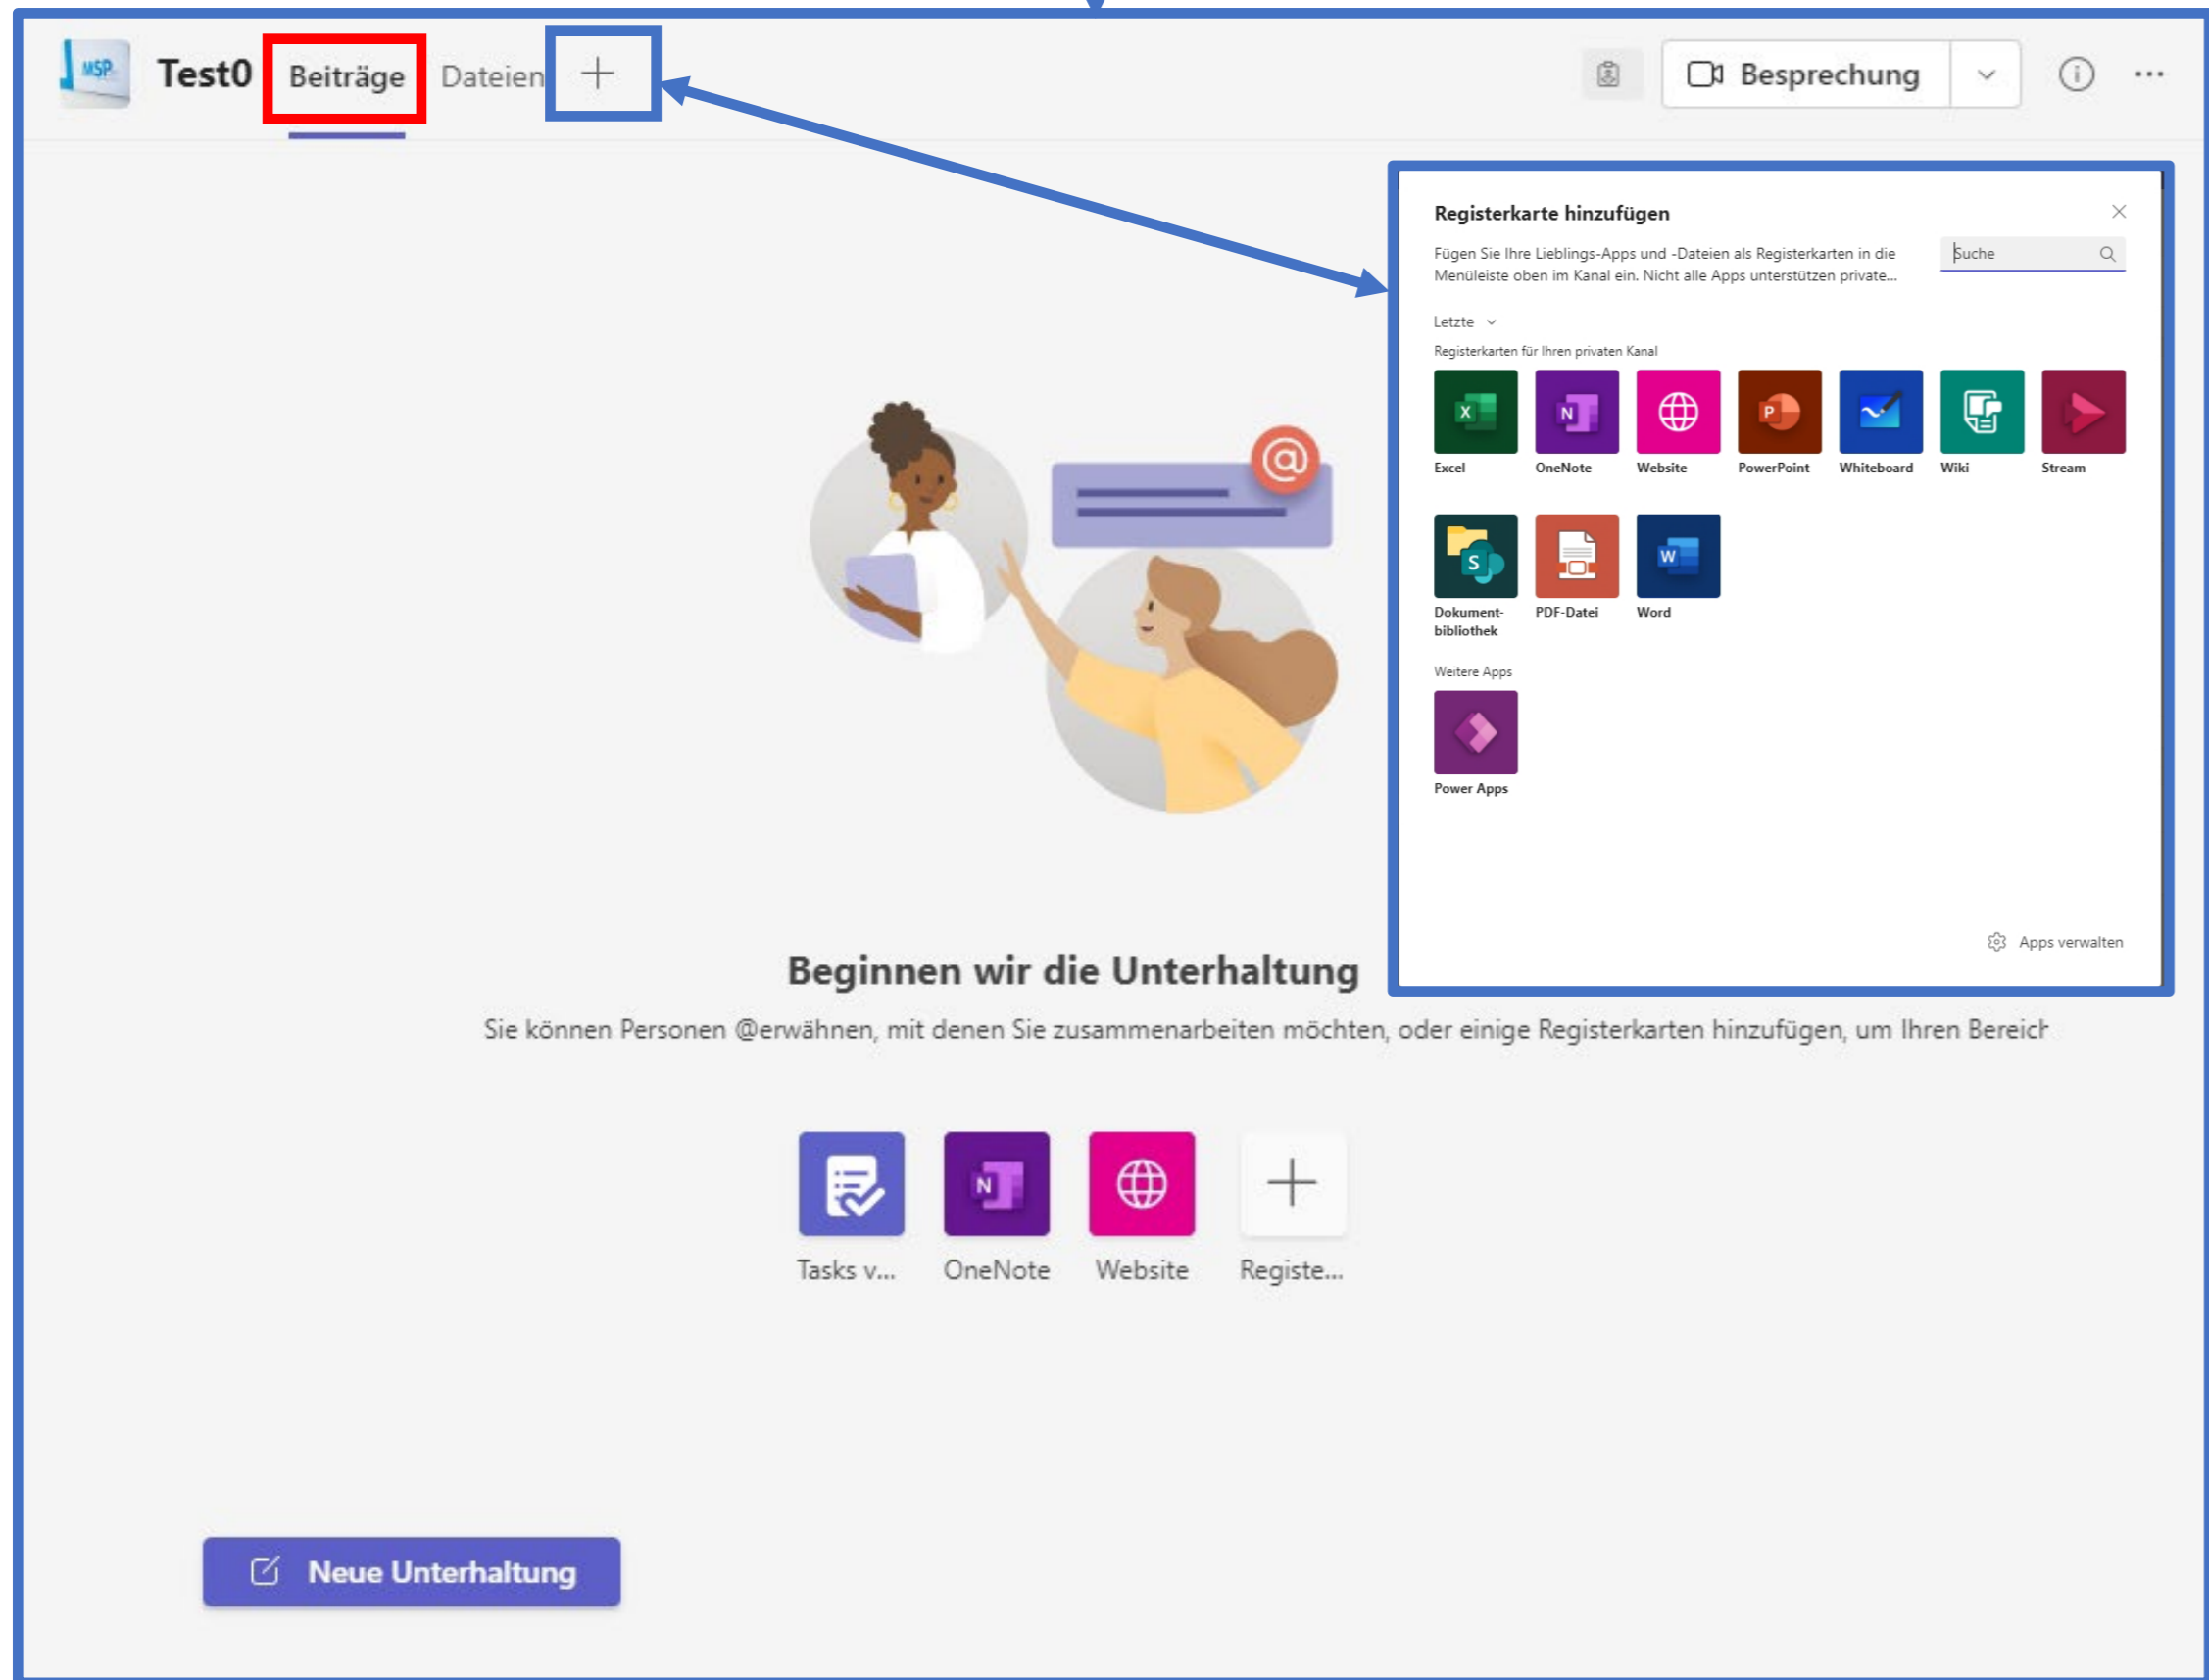 MSP
Test0 Beiträge Dateien
Besprechung
Registerkarte hinzufügen
Fügen Sie Ihre Lieblings-Apps und -Dateien als Registerkarten in die
Menüleiste oben im Kanal ein. Nicht alle Apps unterstützen private...
Suche
Letzte
Registerkarten für Ihren privaten Kanal
Excel OneNote Website PowerPoint Whiteboard Wiki Stream
Dokument-
bibliothek
PDF-Datei Word
Weitere Apps
Power Apps
Apps verwalten
Beginnen wir die Unterhaltung
Sie können Personen @erwähnen, mit denen Sie zusammenarbeiten möchten, oder einige Registerkarten hinzufügen, um Ihren Bereich
Tasks v... OneNote Website Registe...
Neue Unterhaltung